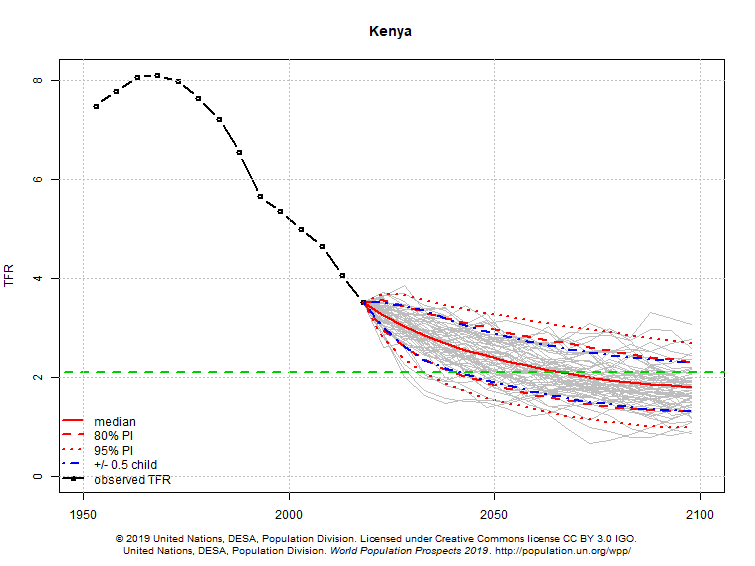 Kenya
TFR
8
6
4
2
0
median
80% PI
95% PI
+/- 0.5 child
observed TFR
1950 2000 2050 2100
© 2019 United Nations, DESA, Population Division. Licensed under Creative Commons license CC BY 3.0 IGO.
United Nations, DESA, Population Division. World Population Prospects 2019. http://population.un.org/wpp/